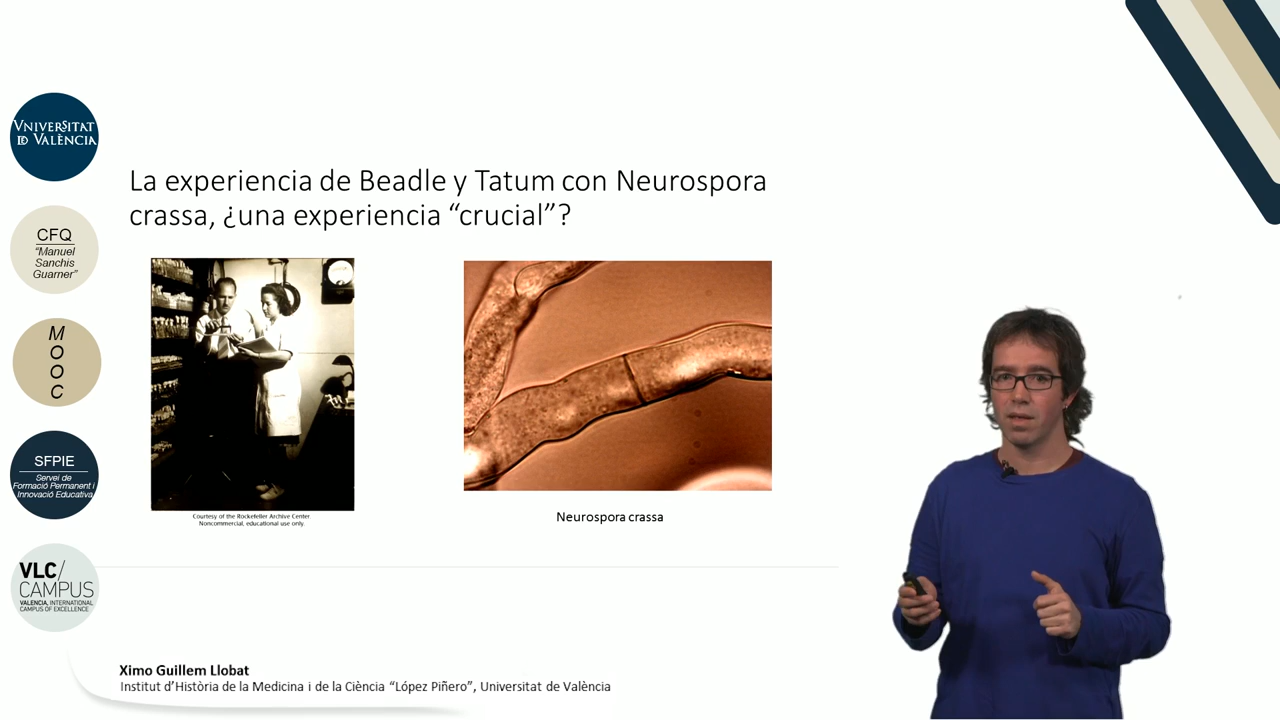 VNIVERSITAT
ID VALÈNCIA
CFQ
“Manuel
Sanchis
Guarner”
M
O
O
C
SFPIE
Servei de
Formació Permanent i
Innovació Educativa
VLC/
CAMPUS
VALENCIA, INTERNATIONAL
CAMPUS OF EXCELLENCE
La experiencia de Beadle y Tatum con Neurospora
crassa, ¿una experiencia “crucial”?
Courtesy of the Rockefeller Archive Center.
Noncommercial, educational use only.
Neurospora crassa
Ximo Guillem Llobat
Institut d’Història de la Medicina i de la Ciència “López Piñero”, Universitat de València